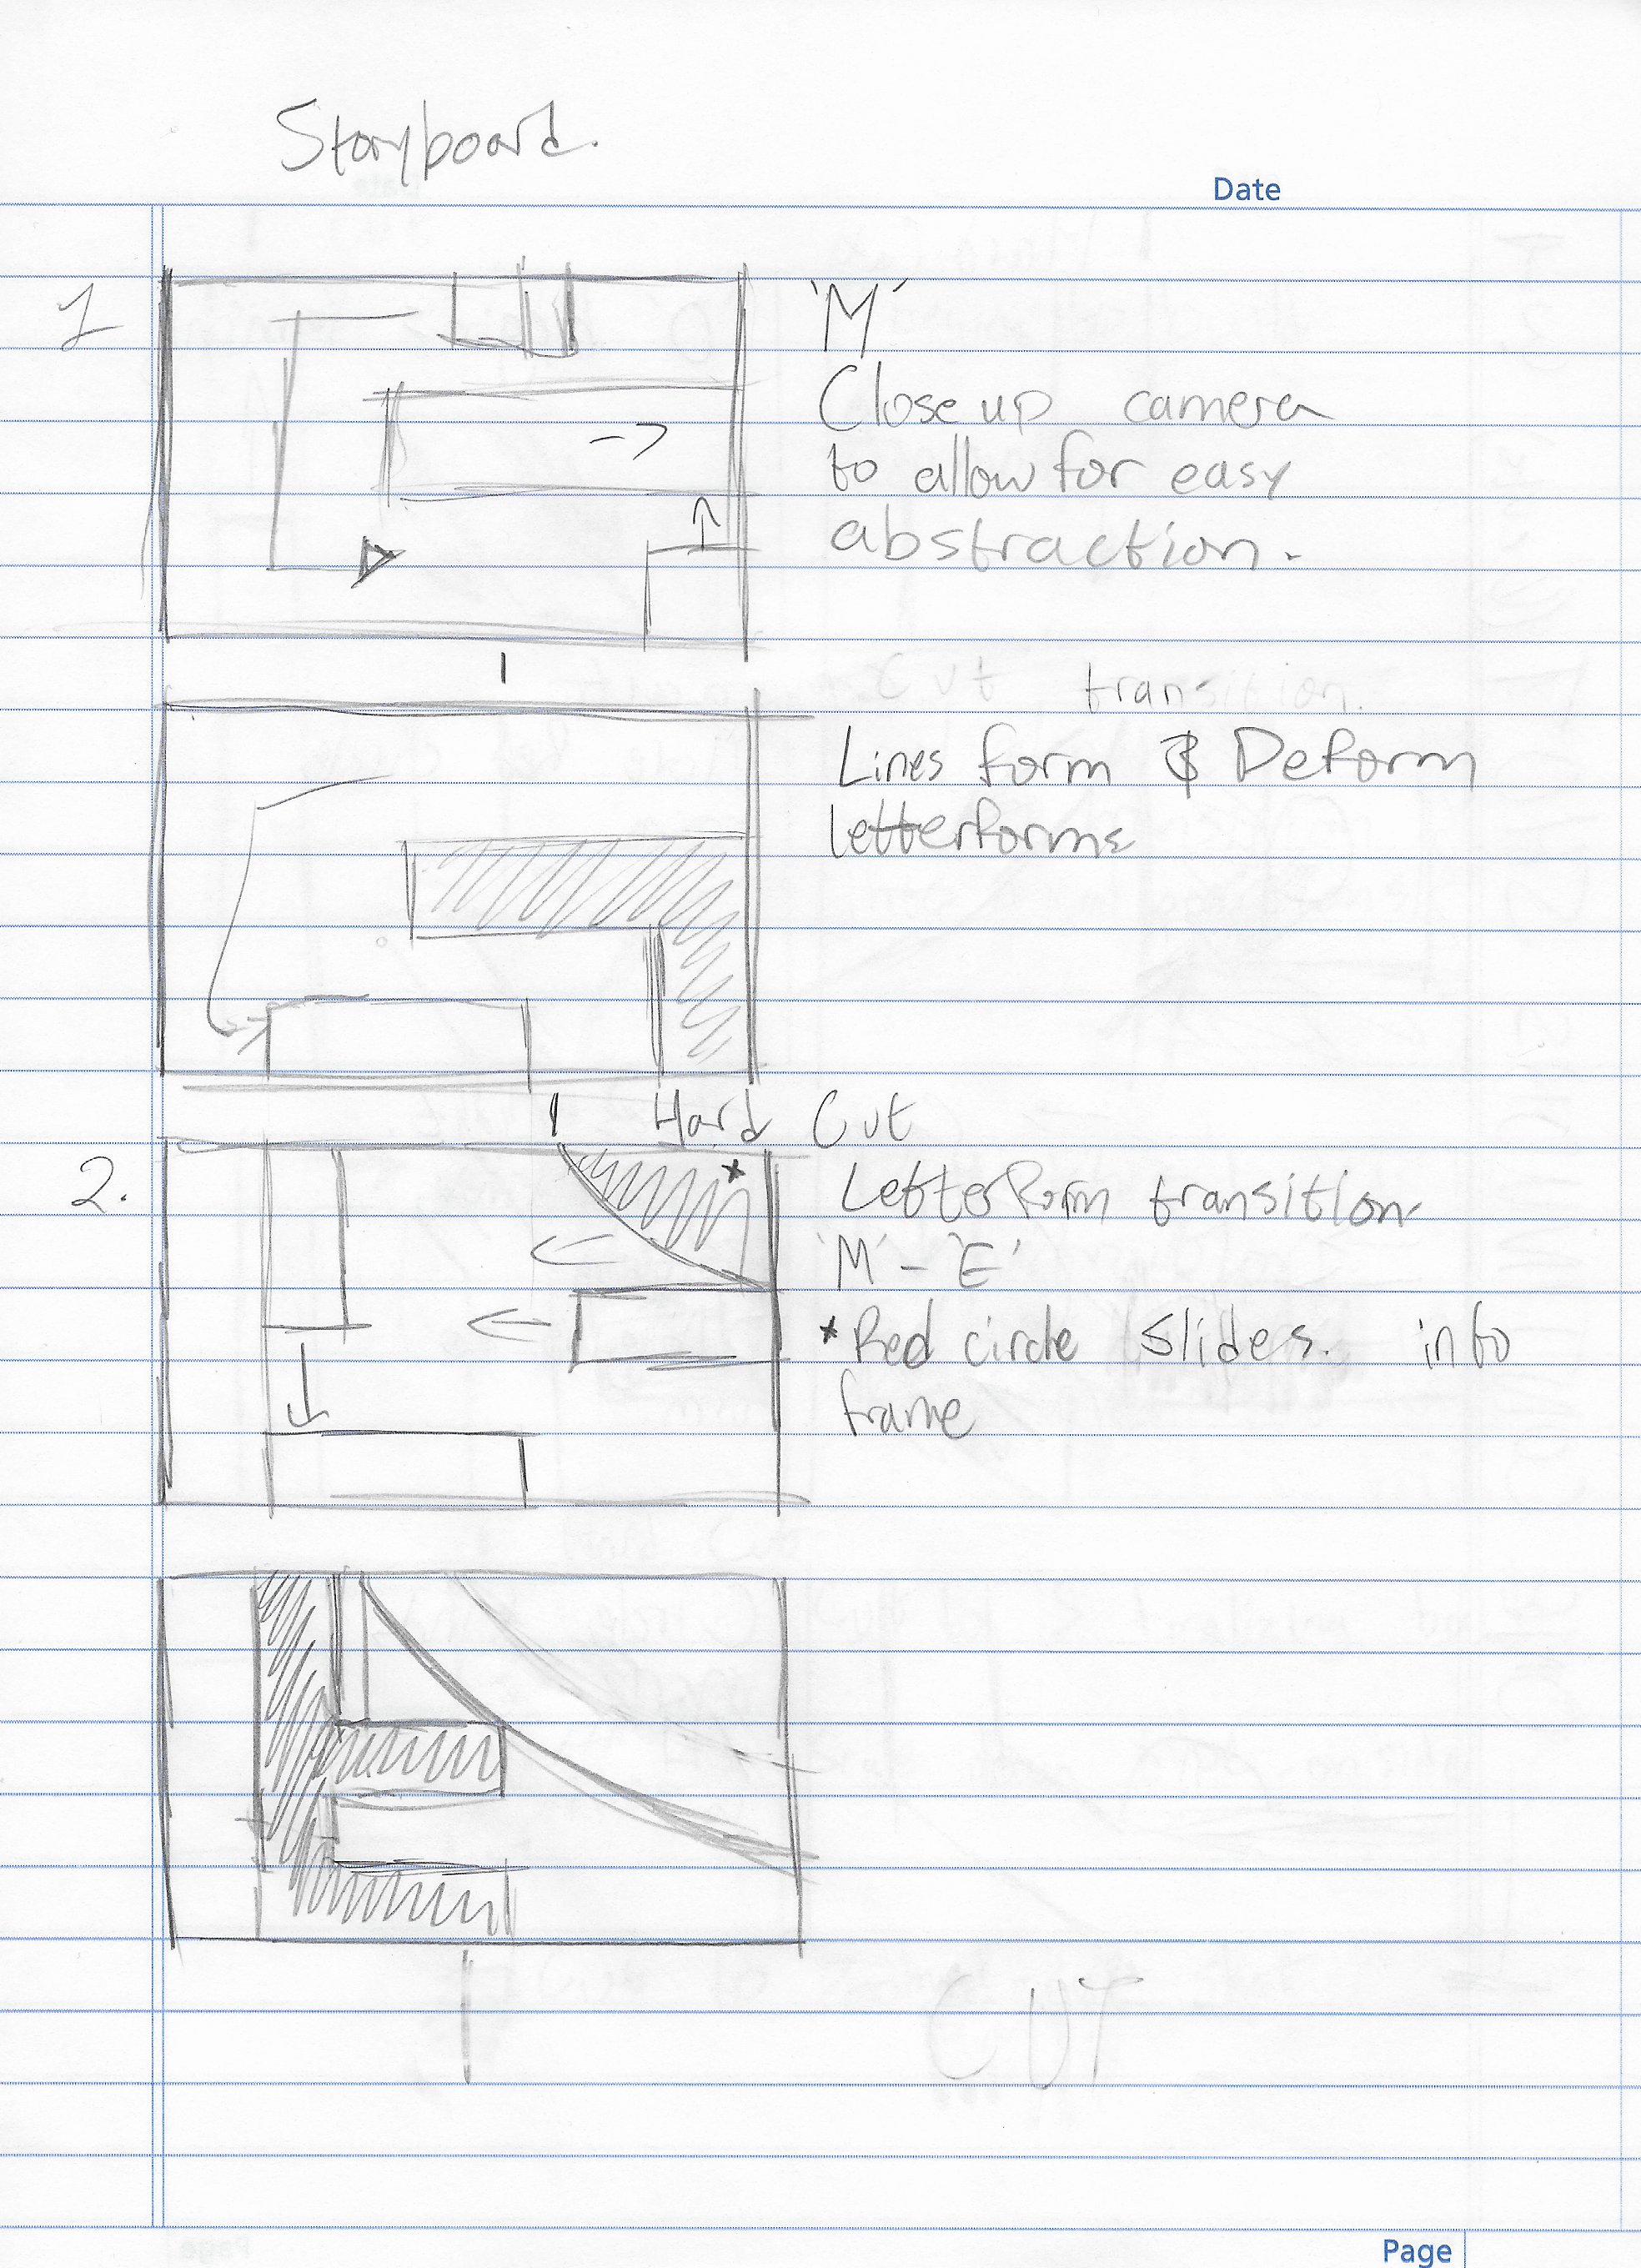 Storyboard.
Date
1
'M'
Close up camera
to allow for easy
abstraction.
Cut transition.
Lines form & Deform
letterforms
Hard Cut
2.
Letterform transition
'M' - 'E'
* Red circle slides. into
frame
CUT
Page